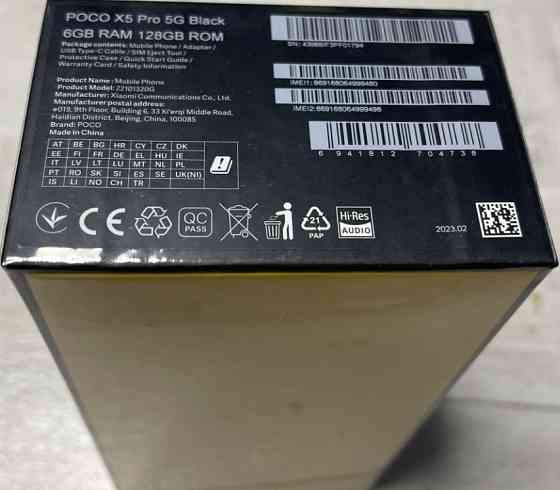 POCO X5 Pro 5G Black
6GB RAM 128GB ROM
Package contents: Mobile Phone / Adapter /
USB Type-C Cable / SIM Eject Tool /
Protective Case / Quick Start Guide /
Warranty Card / Safety Information
Product Name: Mobile Phone
Product Model: 22101320G
Manufacturer: Xiaomi Communications Co., Ltd.
Manufacturer postal address:
#019, 9th Floor, Building 6, 33 Xi'erqi Middle Road,
Haidian District, Beijing, China, 100085
Brand: POCO
Made in China
AT BE BG HR CY CZ DK
EE FI FR DE EL HU IE
IT LV LT LU MT NL PL
PT RO SK SI ES SE UK(NI)
IS LI NO CH TR
SN:
IMEI1:
IMEI2:
6 941812 704738
CE
QC
PASS
21
PAP
Hi-Res
AUDIO
2023.02